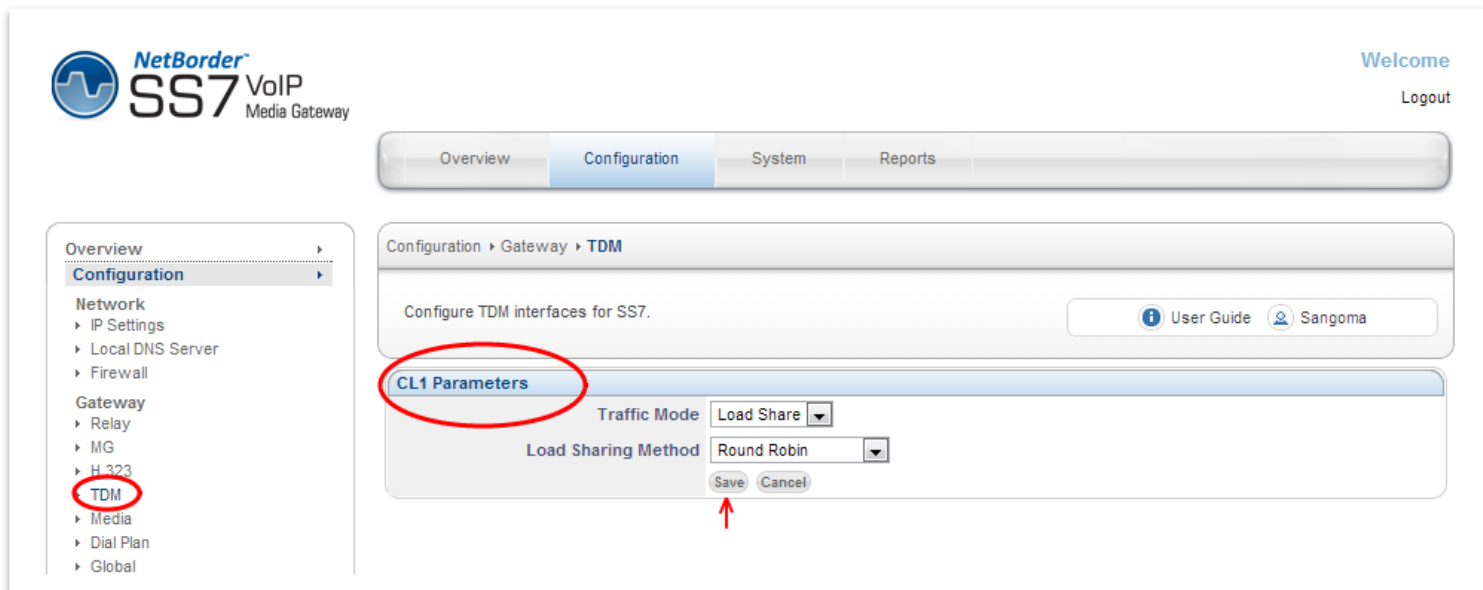 NetBorder™
SS7 VoIP
Media Gateway
Welcome
Logout
Overview Configuration System Reports
Overview
Configuration
Network
IP Settings
Local DNS Server
Firewall
Gateway
Relay
MG
H.323
TDM
Media
Dial Plan
Global
Configuration Gateway TDM
Configure TDM interfaces for SS7.
User Guide Sangoma
CL1 Parameters
Traffic Mode Load Share
Load Sharing Method Round Robin
Save Cancel